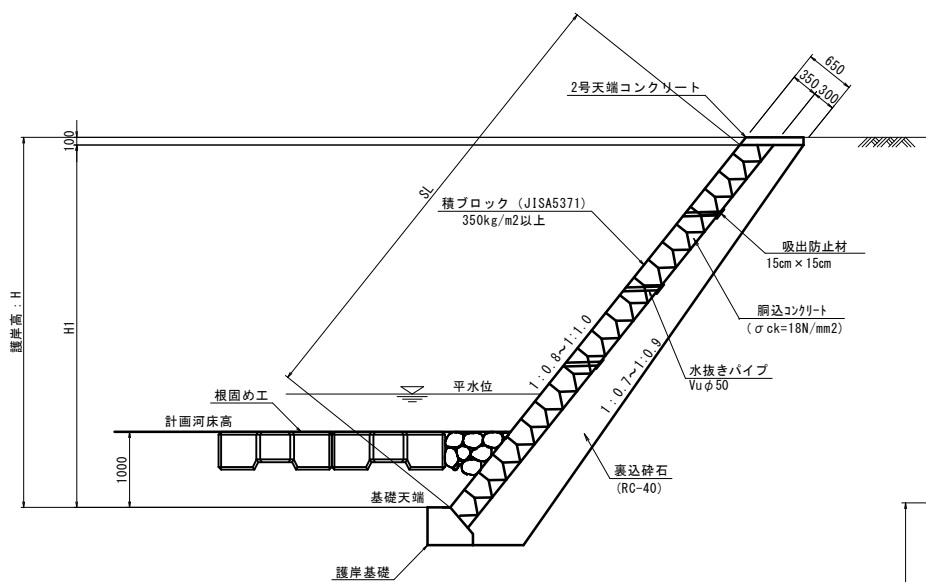 650
350
300
2号天端コンクリート
100
SL
積ブロック (JISA5371)
350kg/m2以上
吸出防止材
15cm×15cm
胴込コンクリート
(σck=18N/mm2)
護岸高:H
H1
1:0.8~1:1.0
1:0.7~1:0.9
水抜きパイプ
Vuφ50
平水位
根固め工
計画河床高
1000
裏込砕石
(RC-40)
基礎天端
護岸基礎